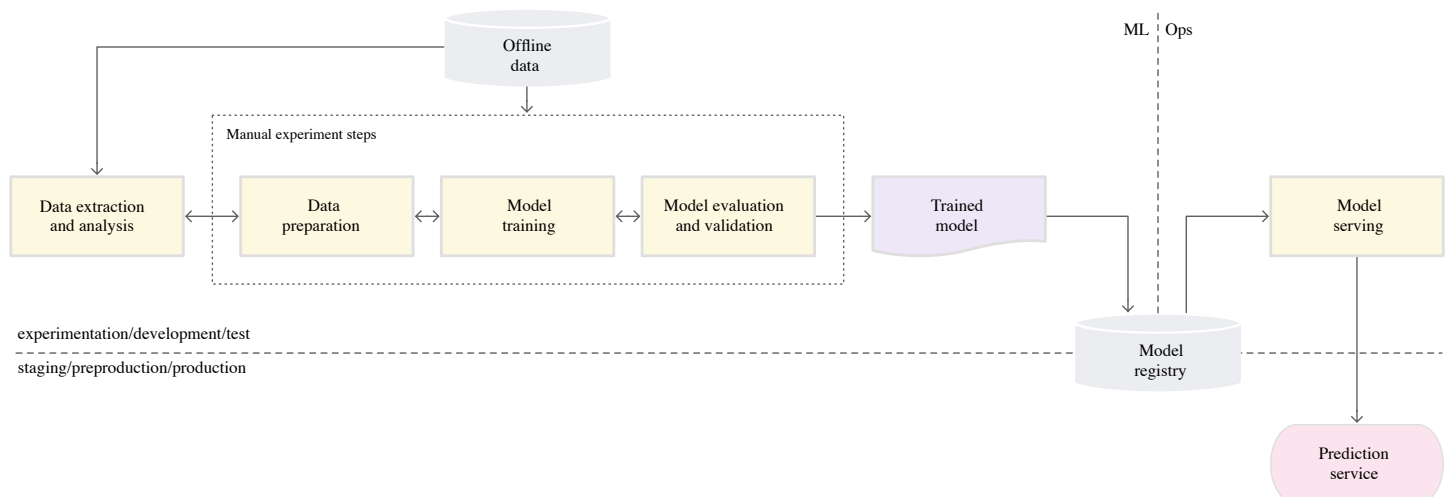 Offline
data
ML
Ops
Manual experiment steps
Data extraction
and analysis
Data
preparation
Model
training
Model evaluation
and validation
Trained
model
Model
serving
experimentation/development/test
staging/preproduction/production
Model
registry
Prediction
service